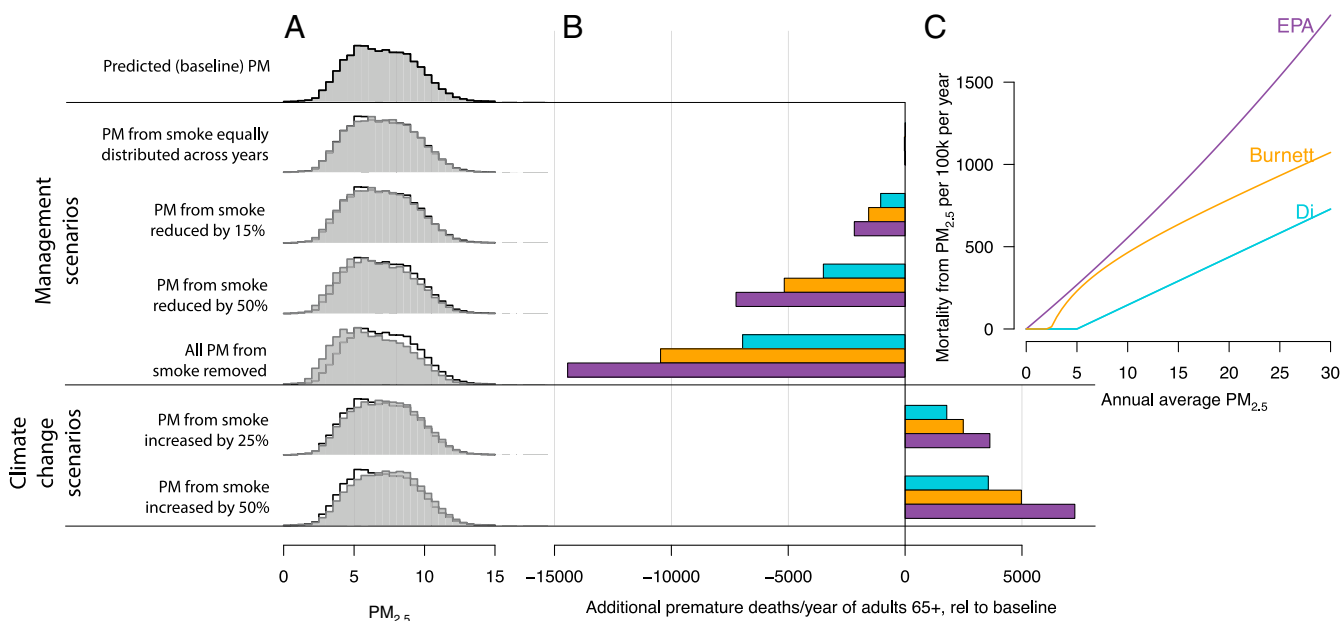 A
B
C
Predicted (baseline) PM
Management
scenarios
PM from smoke equally
distributed across years
PM from smoke
reduced by 15%
PM from smoke
reduced by 50%
All PM from
smoke removed
Climate
change
scenarios
PM from smoke
increased by 25%
PM from smoke
increased by 50%
0 5 10 15
PM2.5
−15000 −10000 −5000 0 5000
Additional premature deaths/year of adults 65+, rel to baseline
Mortality from PM2.5 per 100k per year
1500
1000
500
0
EPA
Burnett
Di
0 5 10 15 20 25 30
Annual average PM2.5